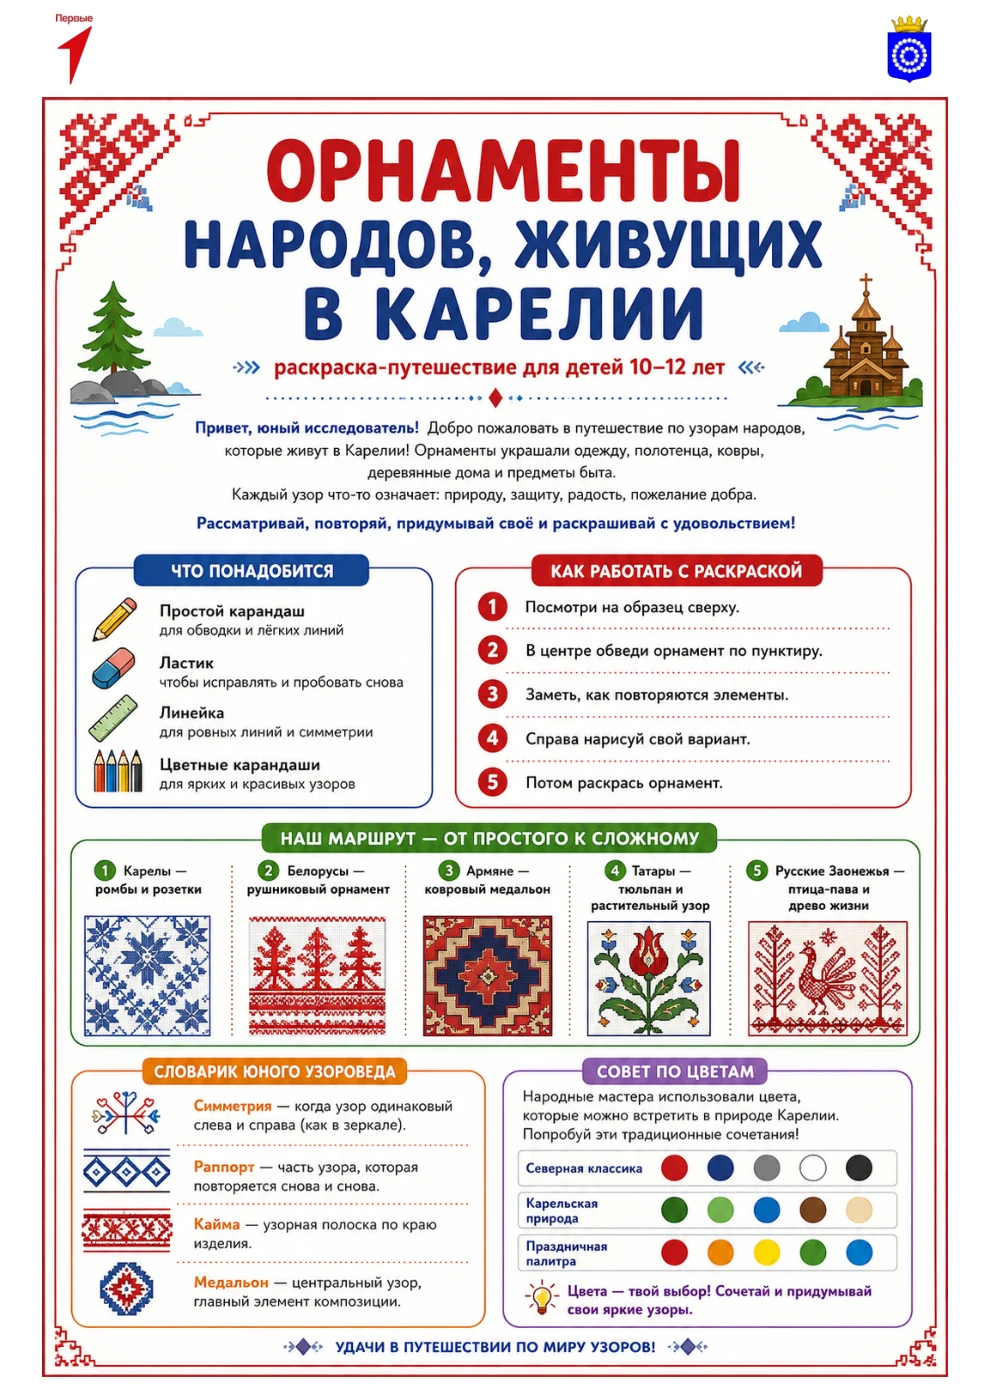 Первые
ОРНАМЕНТЫ
НАРОДОВ, ЖИВУЩИХ
В КАРЕЛИИ
раскраска-путешествие для детей 10–12 лет
Привет, юный исследователь! Добро пожаловать в путешествие по узорам народов,
которые живут в Карелии! Орнаменты украшали одежду, полотенца, ковры,
деревянные дома и предметы быта.
Каждый узор что-то означает: природу, защиту, радость, пожелание добра.
Рассматривай, повторяй, придумывай своё и раскрашивай с удовольствием!
ЧТО ПОНАДОБИТСЯ
Простой карандаш
для обводки и лёгких линий
Ластик
чтобы исправлять и пробовать снова
Линейка
для ровных линий и симметрии
Цветные карандаши
для ярких и красивых узоров
КАК РАБОТАТЬ С РАСКРАСКОЙ
1 Посмотри на образец сверху.
2 В центре обведи орнамент по пунктиру.
3 Заметь, как повторяются элементы.
4 Справа нарисуй свой вариант.
5 Потом раскрась орнамент.
НАШ МАРШРУТ — ОТ ПРОСТОГО К СЛОЖНОМУ
1 Карелы —
ромбы и розетки
2 Белорусы —
рушниковый орнамент
3 Армяне —
ковровый медальон
4 Татары —
тюльпан и
растительный узор
5 Русские Заонежья —
птица-пава и
древо жизни
СЛОВАРИК ЮНОГО УЗОРОВЕДА
Симметрия — когда узор одинаковый
слева и справа (как в зеркале).
Раппорт — часть узора, которая
повторяется снова и снова.
Кайма — узорная полоска по краю
изделия.
Медальон — центральный узор,
главный элемент композиции.
СОВЕТ ПО ЦВЕТАМ
Народные мастера использовали цвета,
которые можно встретить в природе Карелии.
Попробуй эти традиционные сочетания!
Северная классика
Карельская
природа
Праздничная
палитра
Цвета — твой выбор! Сочетай и придумывай
свои яркие узоры.
УДАЧИ В ПУТЕШЕСТВИИ ПО МИРУ УЗОРОВ!